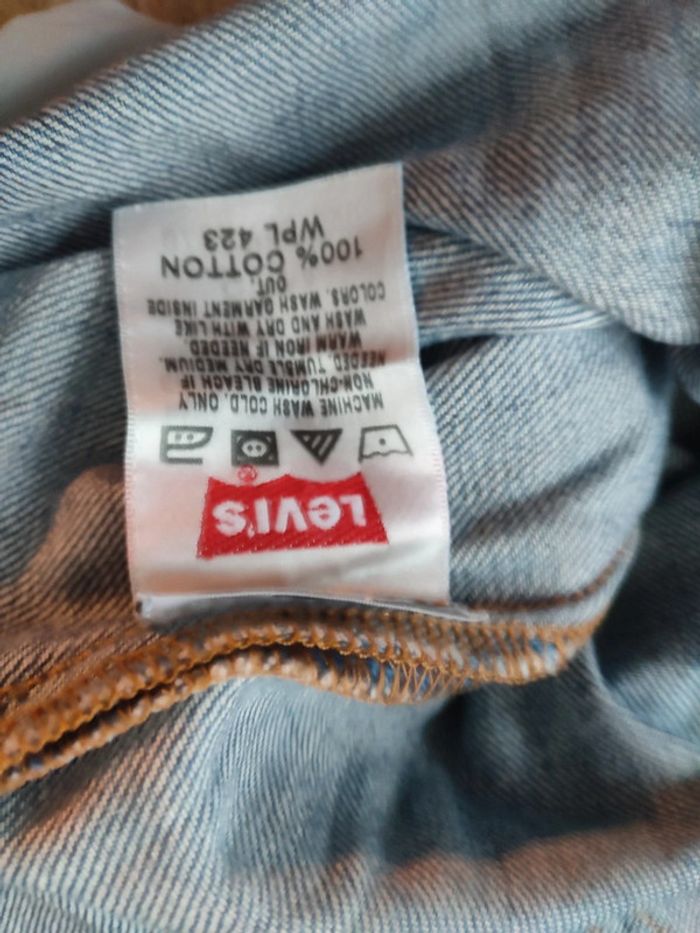 LEVI'S
®
MACHINE WASH COLD. ONLY
NON-CHLORINE BLEACH IF
NEEDED. TUMBLE DRY MEDIUM.
WARM IRON IF NEEDED.
WASH AND DRY WITH LIKE
COLORS. WASH GARMENT INSIDE
OUT.
100% COTTON
WPL 423